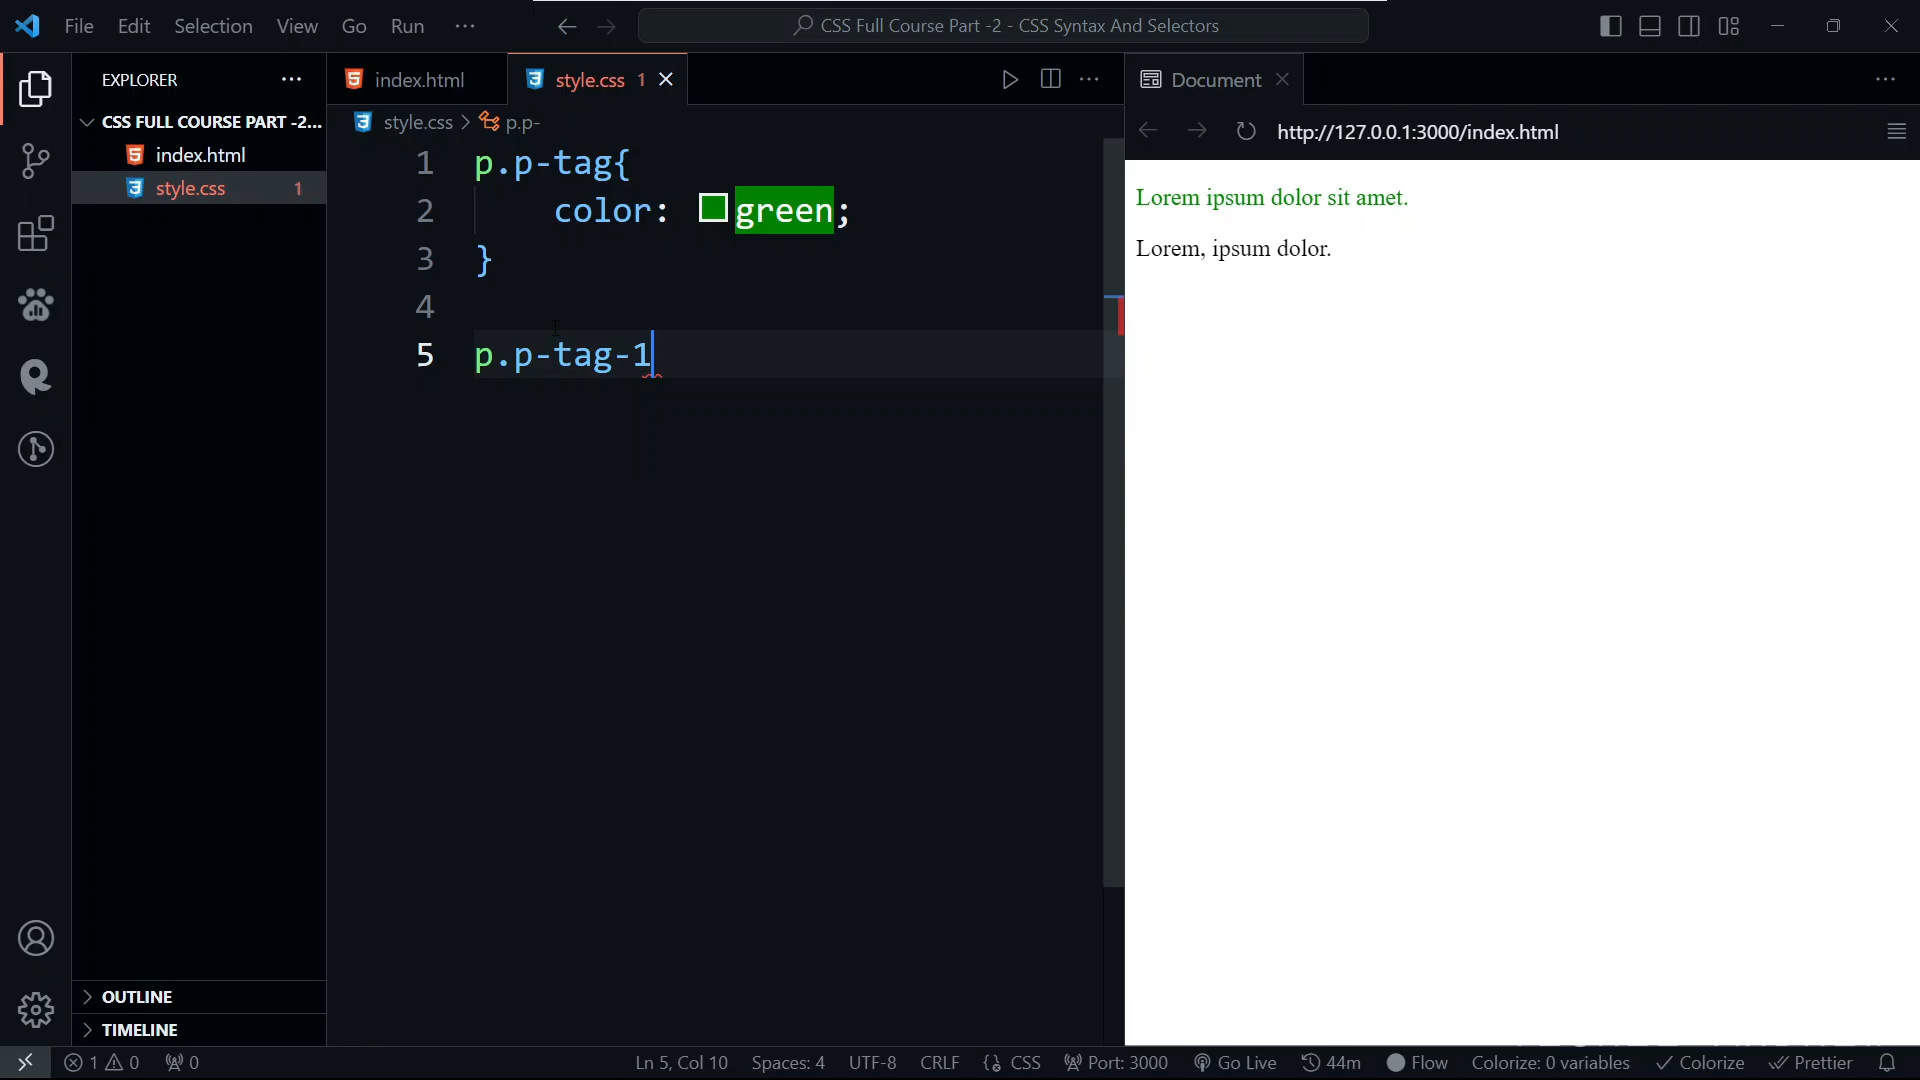 File Edit Selection View Go Run ··· CSS Full Course Part -2 - CSS Syntax And Selectors
EXPLORER
CSS FULL COURSE PART -2...
index.html
style.css 1
OUTLINE
TIMELINE
index.html style.css 1
style.css > p.p-
1 p.p-tag{
2 color: green;
3 }
4
5 p.p-tag-1
Document
http://127.0.0.1:3000/index.html
Lorem ipsum dolor sit amet.
Lorem, ipsum dolor.
1 0 0 Ln 5, Col 10 Spaces: 4 UTF-8 CRLF CSS Port: 3000 Go Live 44m Flow Colorize: 0 variables Colorize Prettier